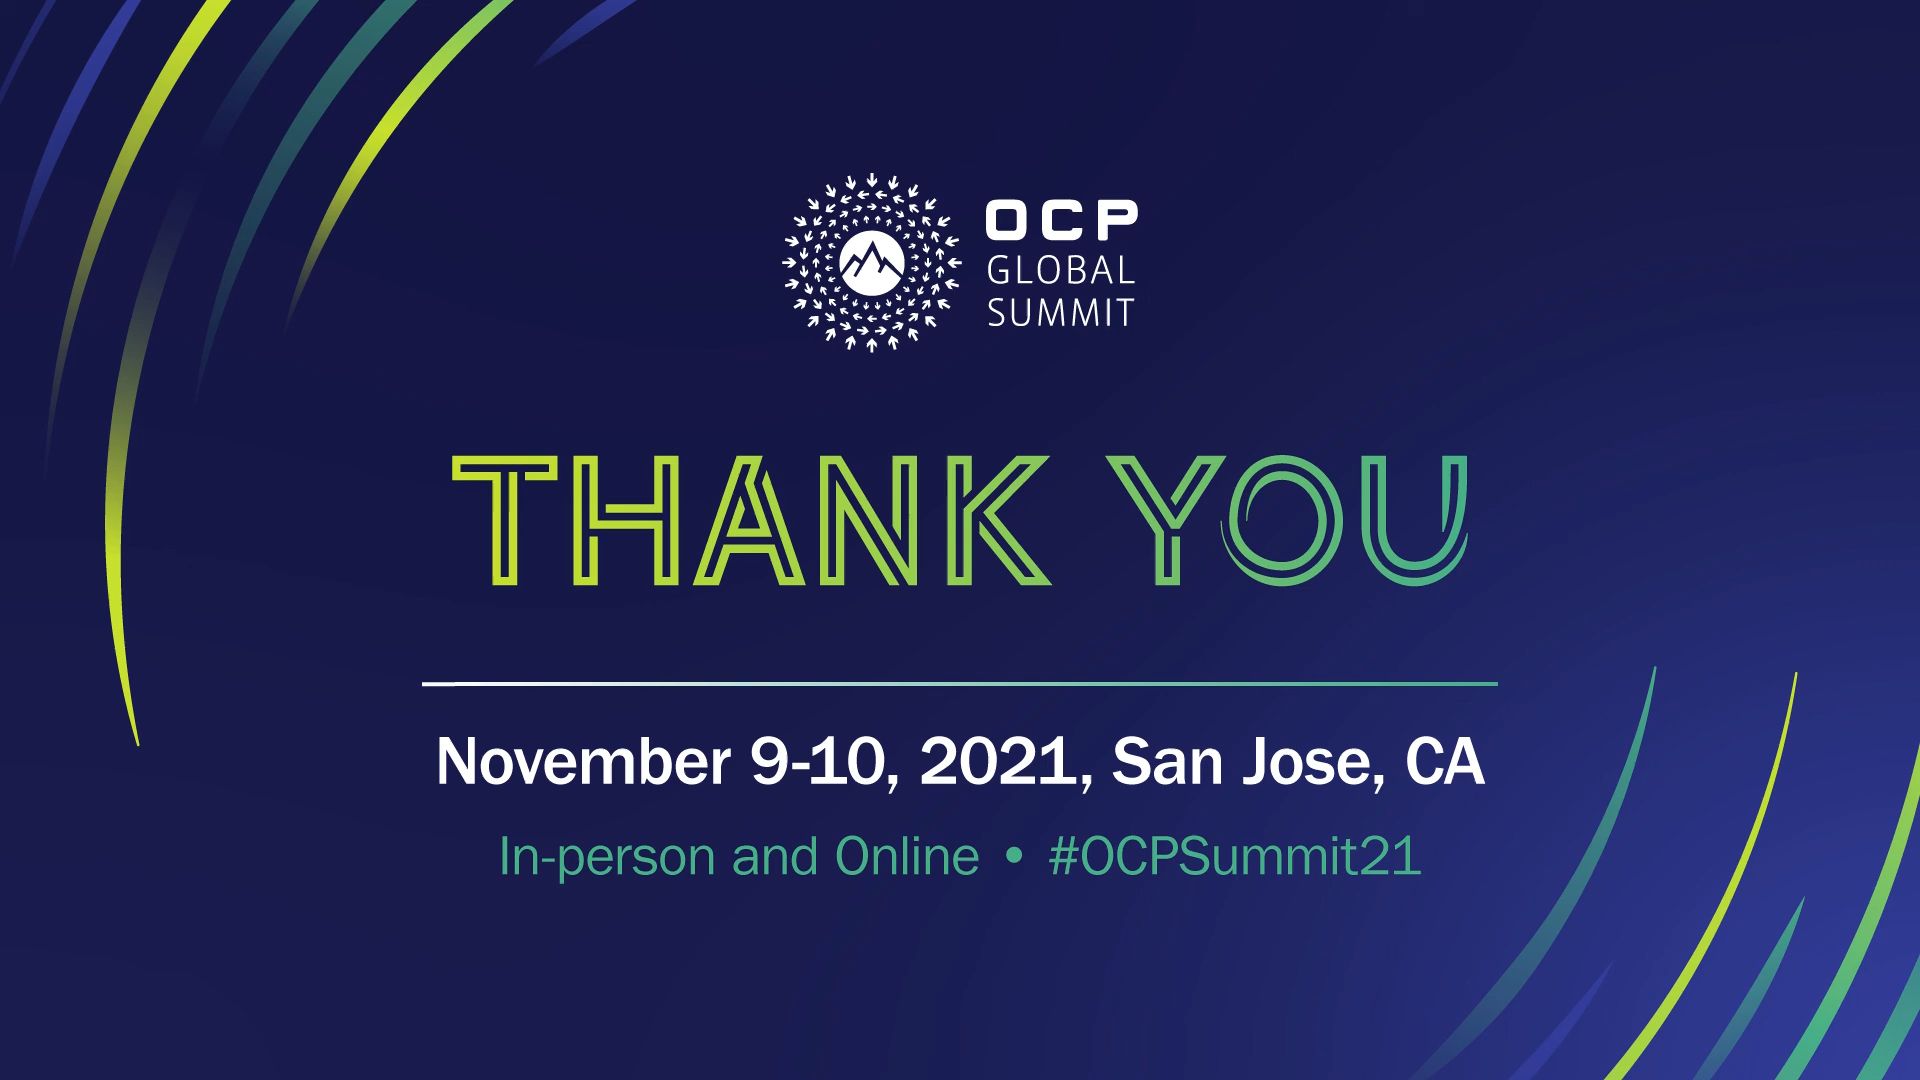 OCP
GLOBAL
SUMMIT
THANK YOU
November 9-10, 2021, San Jose, CA
In-person and Online • #OCPSummit21